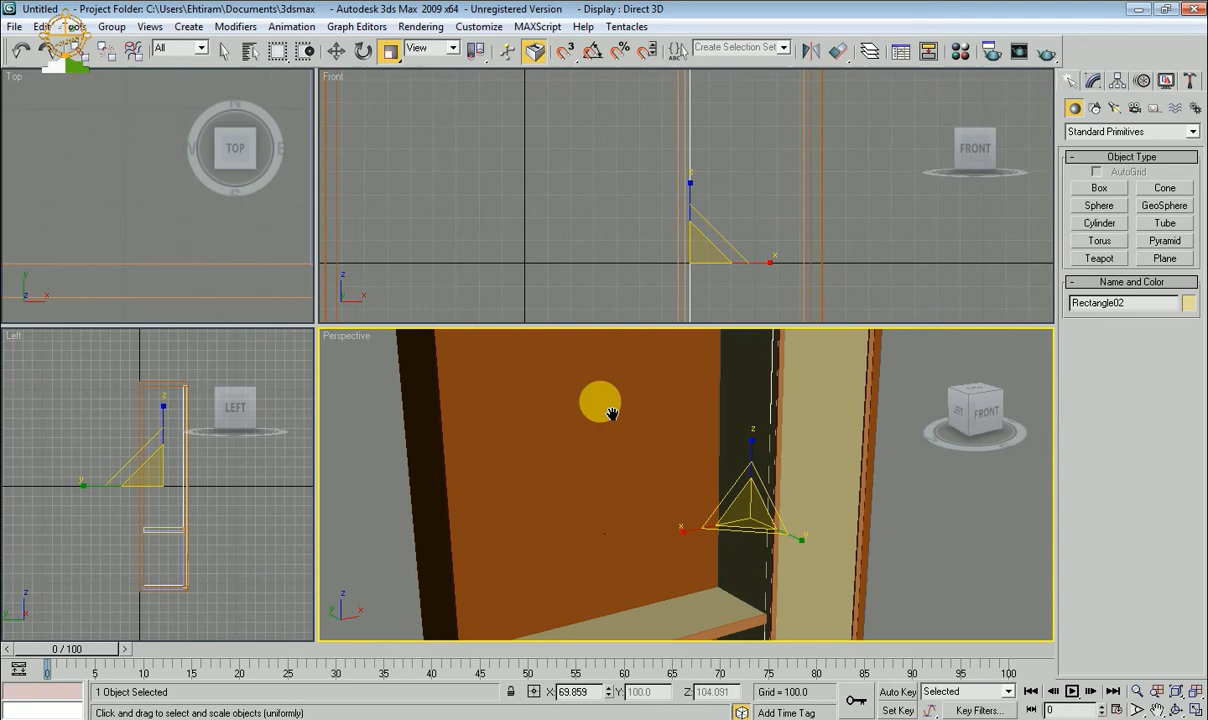 Untitled - Project Folder: C:\Users\Ehtiram\Documents\3dsmax - Autodesk 3ds Max 2009 x64 - Unregistered Version - Display : Direct 3D
File Edit Tools Group Views Create Modifiers Animation Graph Editors Rendering Customize MAXScript Help Tentacles
All View 3 Create Selection Set
Top
TOP
N
E
S
W
y
x
Front
FRONT
z
x
z
x
Standard Primitives
- Object Type
AutoGrid
Box Cone
Sphere GeoSphere
Cylinder Tube
Torus Pyramid
Teapot Plane
- Name and Color
Rectangle02
Left
LEFT
z
y
z
y
Perspective
LEFT FRONT
z
x
y
z
y x
< 0 / 100 >
0 5 10 15 20 25 30 35 40 45 50 55 60 65 70 75 80 85 90 95 100
1 Object Selected X: 69.859 Y: 100.0 Z: 104.091 Grid = 100.0 Auto Key Selected
Click and drag to select and scale objects (uniformly) Add Time Tag Set Key Key Filters... 0